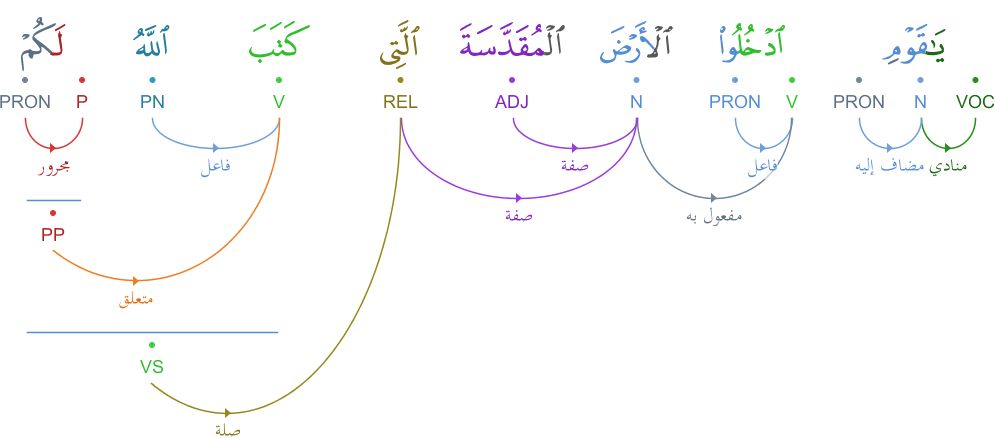 يَٰقَوْمِ ٱدْخُلُوا۟ ٱلْأَرْضَ ٱلْمُقَدَّسَةَ ٱلَّتِى كَتَبَ ٱللَّهُ لَكُمْ
VOC N PRON V PRON N ADJ REL V PN P PRON
منادي مضاف إليه فاعل صفة فاعل مجرور
مفعول به صفة
PP
متعلق
VS
صلة